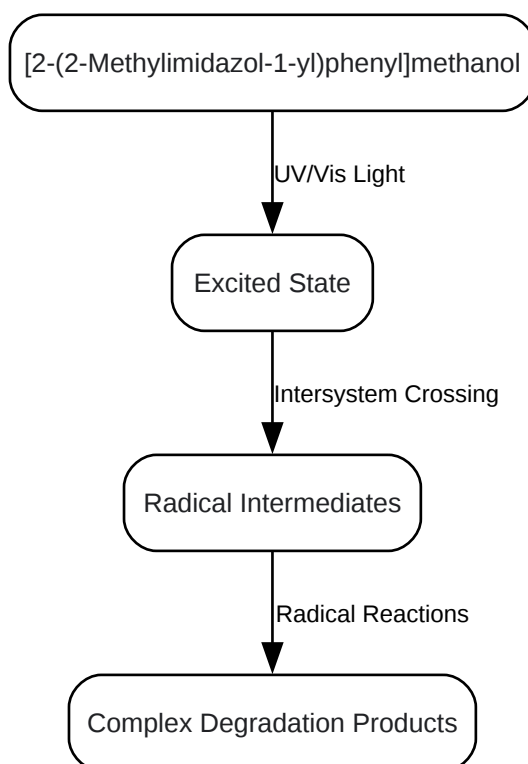 [2-(2-Methylimidazol-1-yl)phenyl]methanol
UV/Vis Light
Excited State
Intersystem Crossing
Radical Intermediates
Radical Reactions
Complex Degradation Products